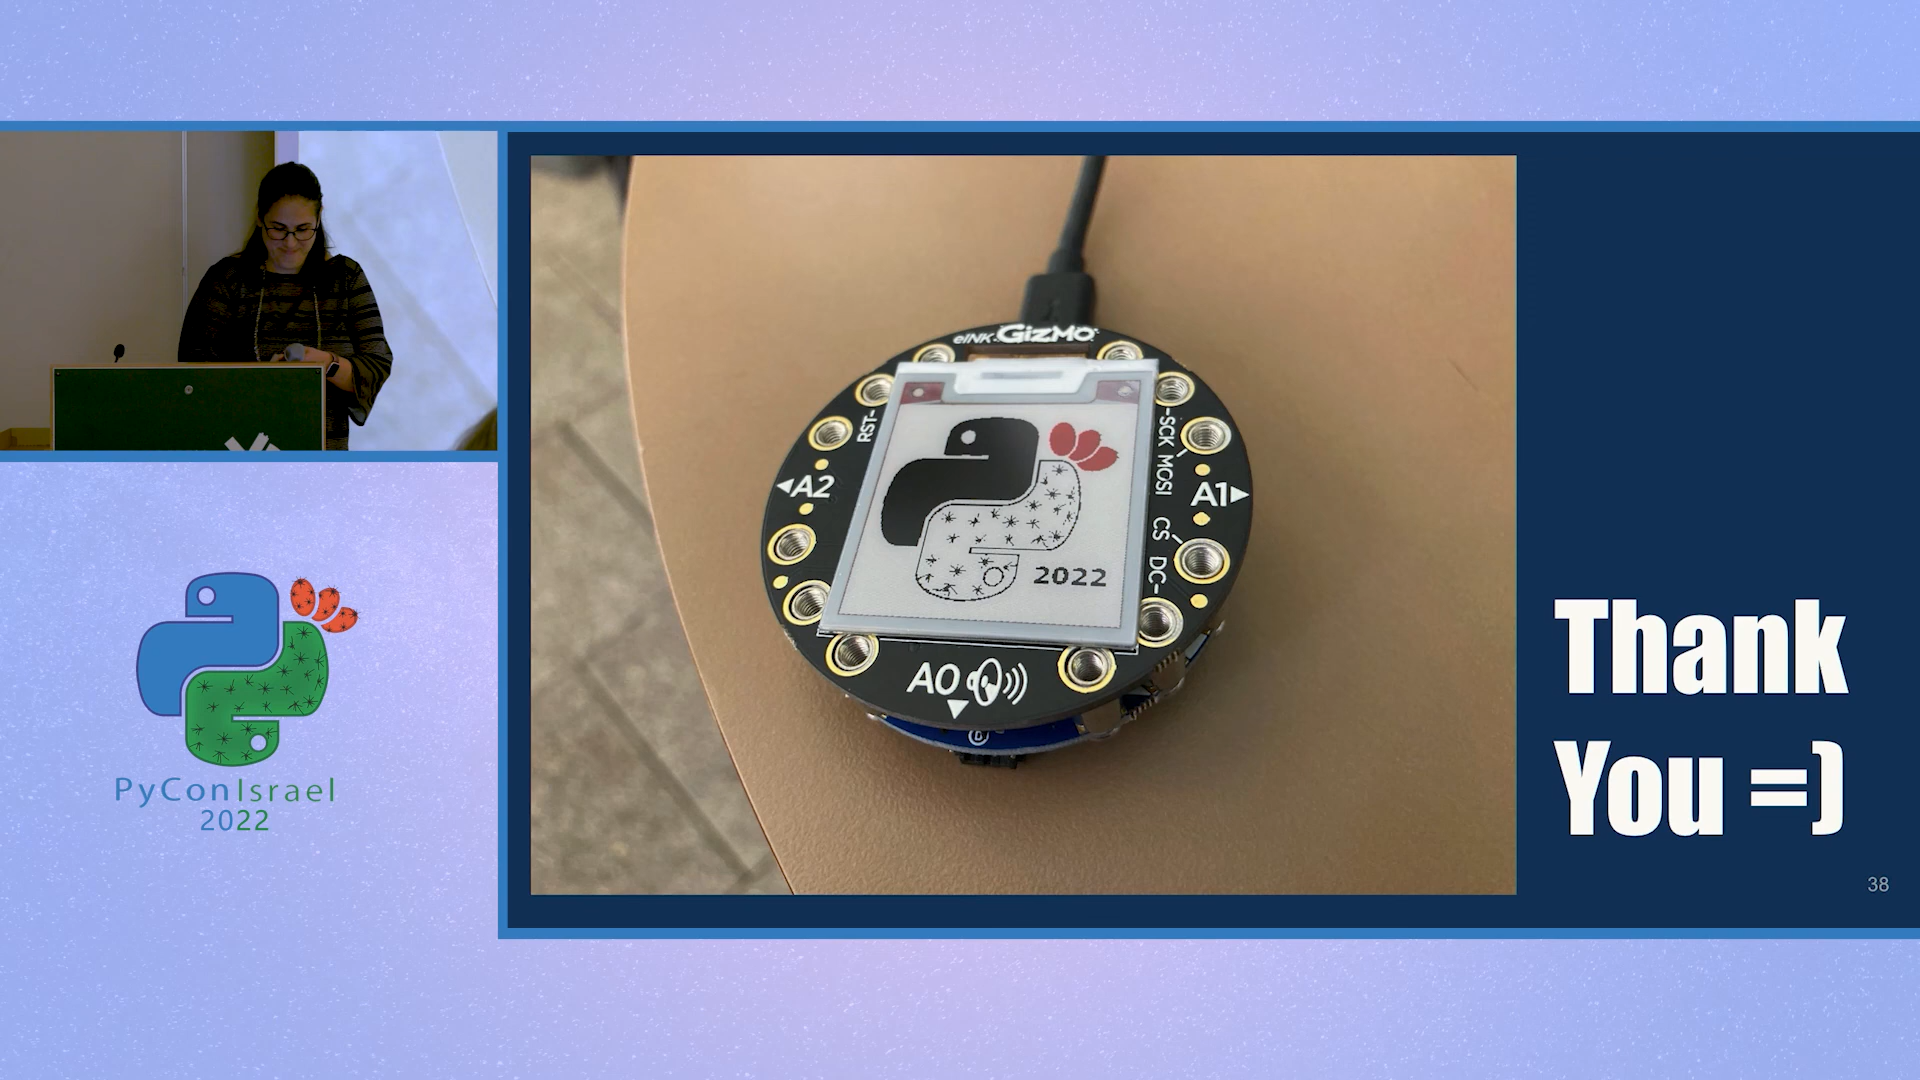 PyConIsrael
2022
eINK GizMO
RST-
-SCK
MOSI
◀A2
A1▶
CS
DC-
2022
A0
Thank
You =)
38